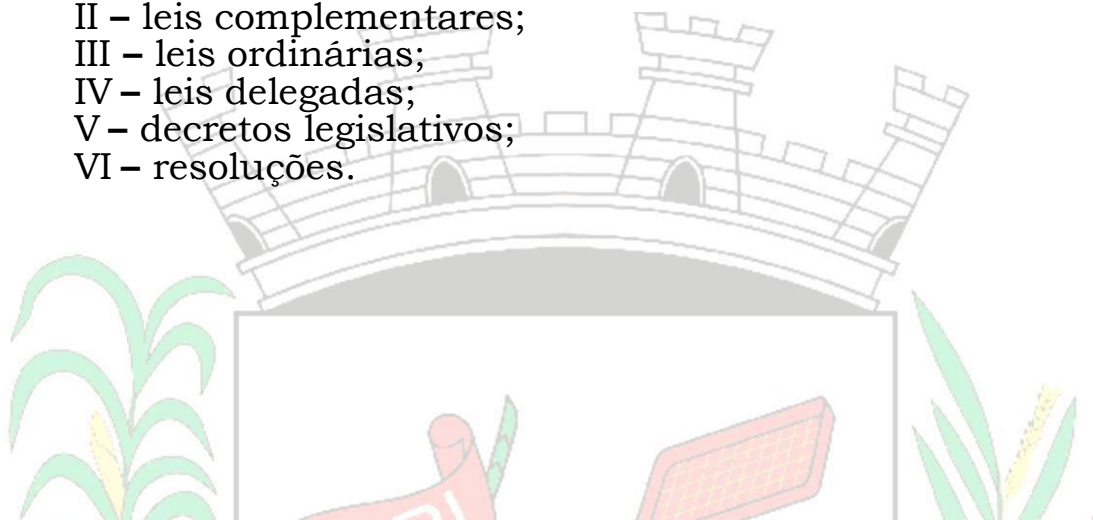 II – leis complementares;
III – leis ordinárias;
IV – leis delegadas;
V – decretos legislativos;
VI – resoluções.